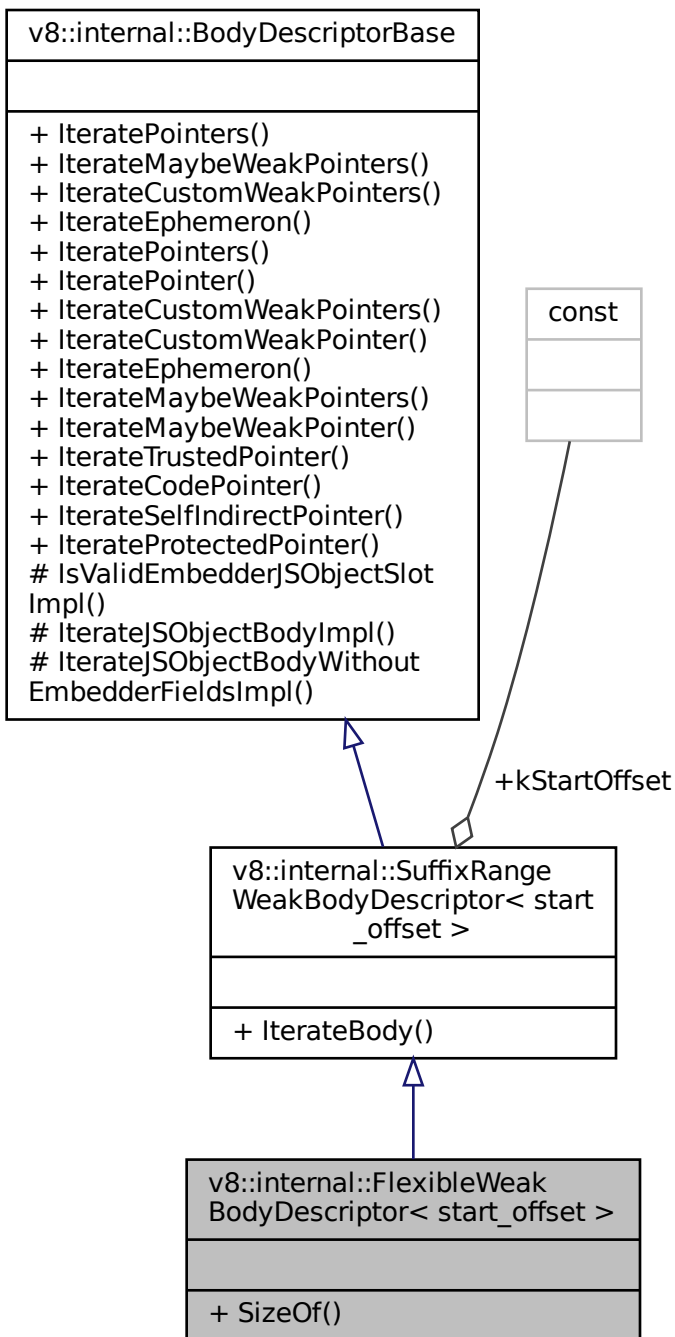 v8::internal::BodyDescriptorBase
+ IteratePointers()
+ IterateMaybeWeakPointers()
+ IterateCustomWeakPointers()
+ IterateEphemeron()
+ IteratePointers()
+ IteratePointer()
+ IterateCustomWeakPointers()
+ IterateCustomWeakPointer()
+ IterateEphemeron()
+ IterateMaybeWeakPointers()
+ IterateMaybeWeakPointer()
+ IterateTrustedPointer()
+ IterateCodePointer()
+ IterateSelfIndirectPointer()
+ IterateProtectedPointer()
# IsValidEmbedderJSObjectSlot
Impl()
# IterateJSObjectBodyImpl()
# IterateJSObjectBodyWithout
EmbedderFieldsImpl()
const
+kStartOffset
v8::internal::SuffixRange
WeakBodyDescriptor< start
_offset >
+ IterateBody()
v8::internal::FlexibleWeak
BodyDescriptor< start_offset >
+ SizeOf()